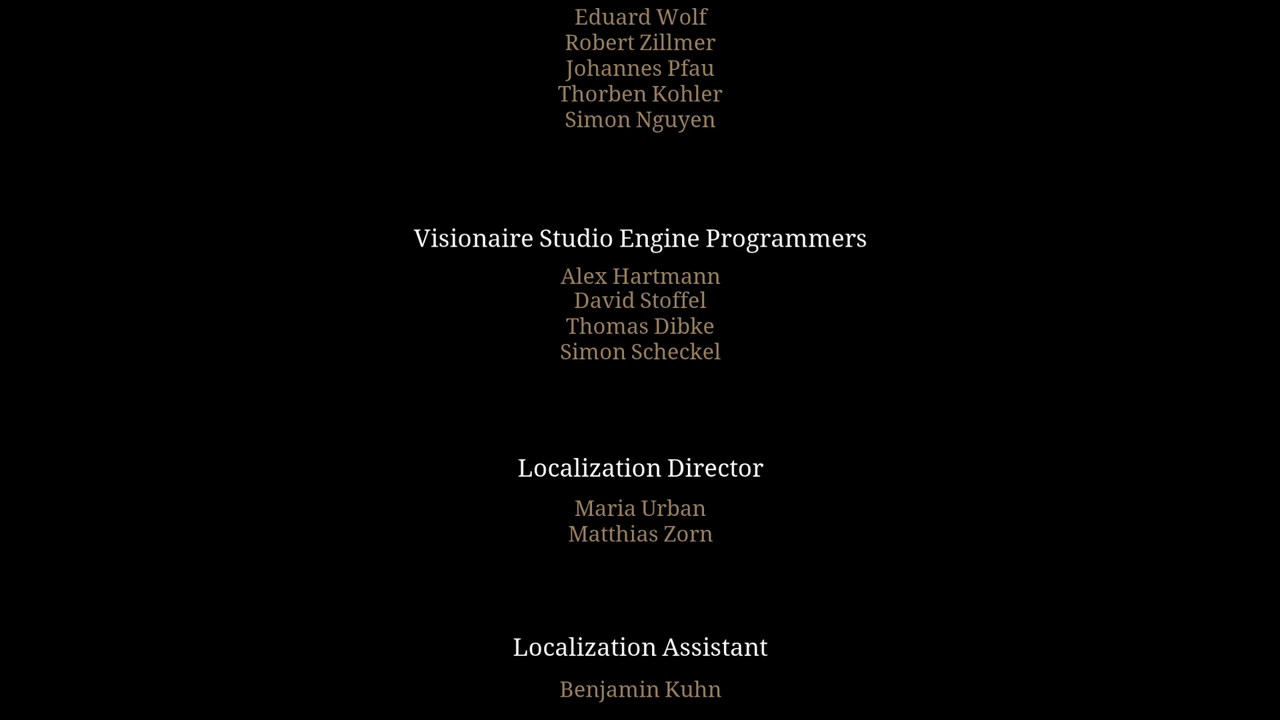 Eduard Wolf
Robert Zillmer
Johannes Pfau
Thorben Kohler
Simon Nguyen
Visionaire Studio Engine Programmers
Alex Hartmann
David Stoffel
Thomas Dibke
Simon Scheckel
Localization Director
Maria Urban
Matthias Zorn
Localization Assistant
Benjamin Kuhn